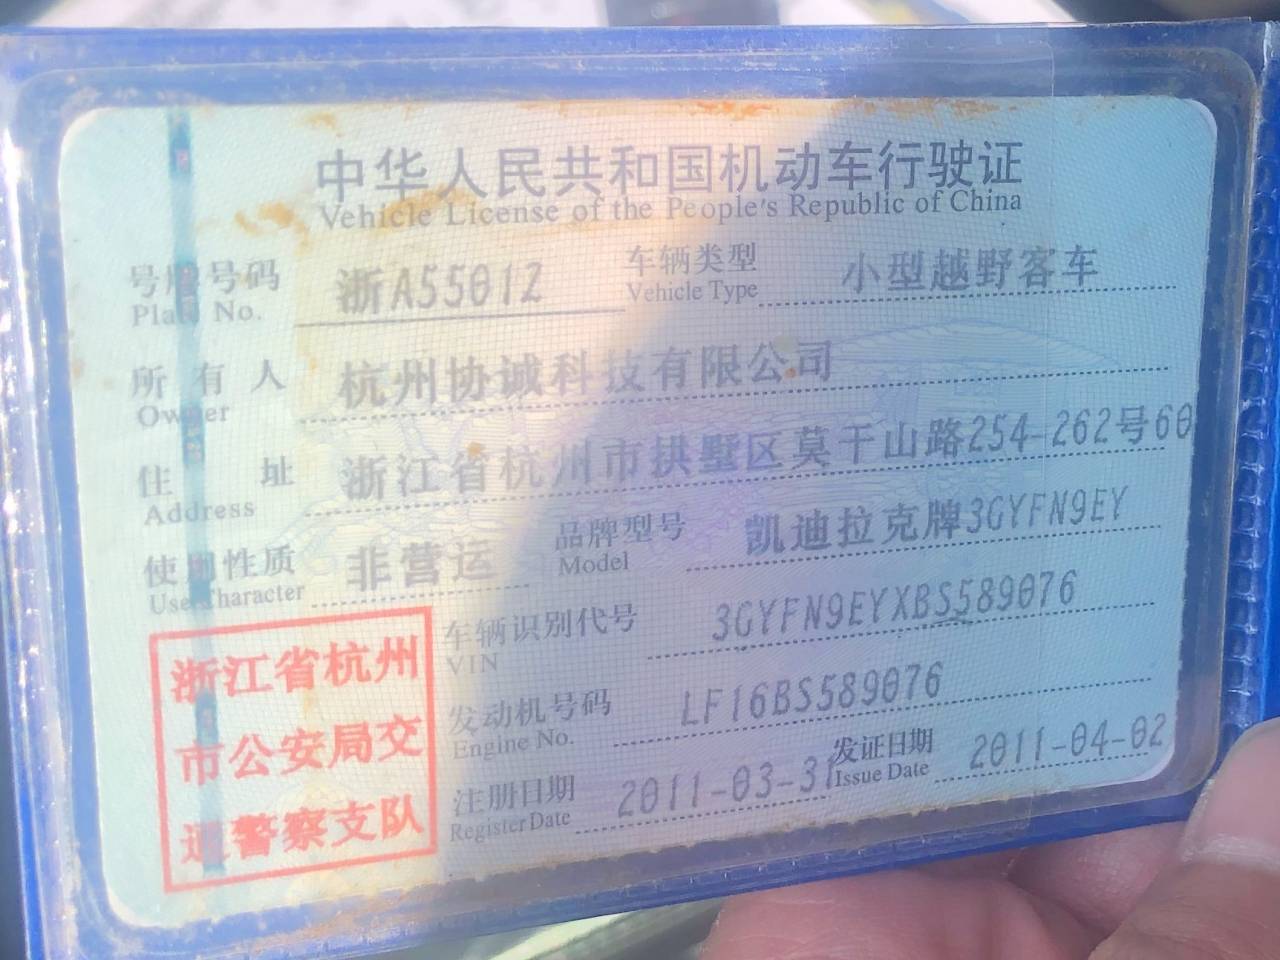 中华人民共和国机动车行驶证
Vehicle License of the People's Republic of China
号牌号码 浙A55012 车辆类型 小型越野客车
Plate No. Vehicle Type
所有人 杭州协诚科技有限公司
Owner
住址 浙江省杭州市拱墅区莫干山路254-262号60
Address
使用性质 非营运 品牌型号 凯迪拉克牌3GYFN9EY
Use Character Model
车辆识别代号 3GYFN9EYXBS589076
VIN
发动机号码 LF16BS589076
Engine No.
注册日期 2011-03-31 发证日期 2011-04-02
Register Date Issue Date
浙江省杭州
市公安局交
通警察支队